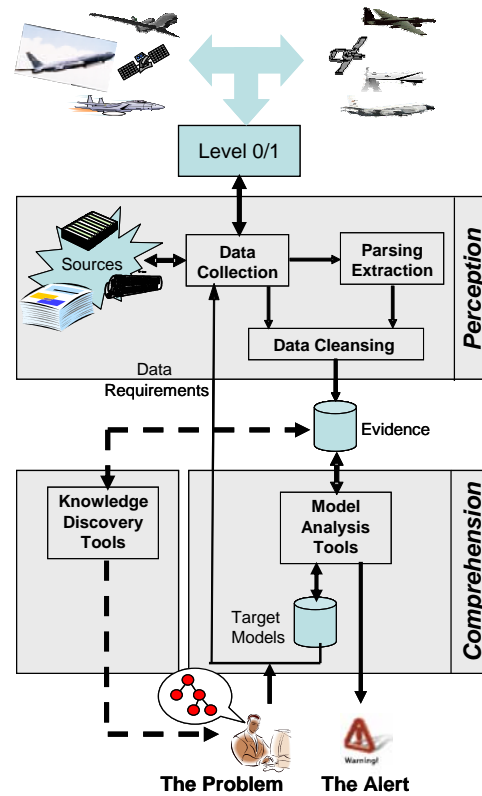 Level 0/1
Sources
Data
Collection
Parsing
Extraction
Perception
Data Cleansing
Data
Requirements
Evidence
Knowledge
Discovery
Tools
Model
Analysis
Tools
Comprehension
Target
Models
Warning!
The Problem
The Alert